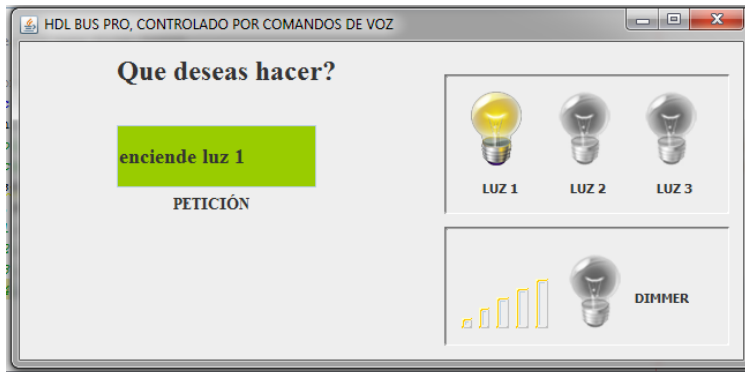 HDL BUS PRO, CONTROLADO POR COMANDOS DE VOZ
Que deseas hacer?
enciende luz 1
PETICIÓN
LUZ 1
LUZ 2
LUZ 3
DIMMER